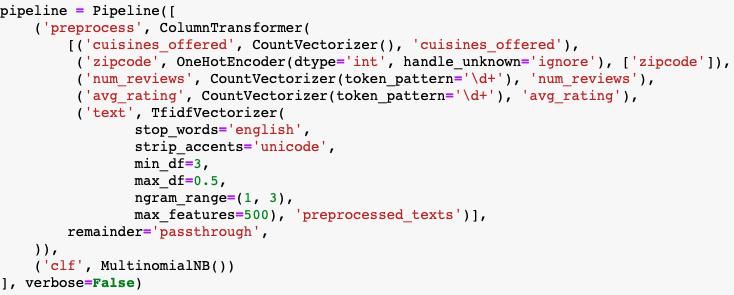 pipeline = Pipeline([
    ('preprocess', ColumnTransformer(
        [('cuisines_offered', CountVectorizer(), 'cuisines_offered'),
         ('zipcode', OneHotEncoder(dtype='int', handle_unknown='ignore'), ['zipcode']),
         ('num_reviews', CountVectorizer(token_pattern='\d+'), 'num_reviews'),
         ('avg_rating', CountVectorizer(token_pattern='\d+'), 'avg_rating'),
         ('text', TfidfVectorizer(
                stop_words='english',
                strip_accents='unicode',
                min_df=3,
                max_df=0.5,
                ngram_range=(1, 3),
                max_features=500), 'preprocessed_texts')],
        remainder='passthrough',
    )),
    ('clf', MultinomialNB())
], verbose=False)